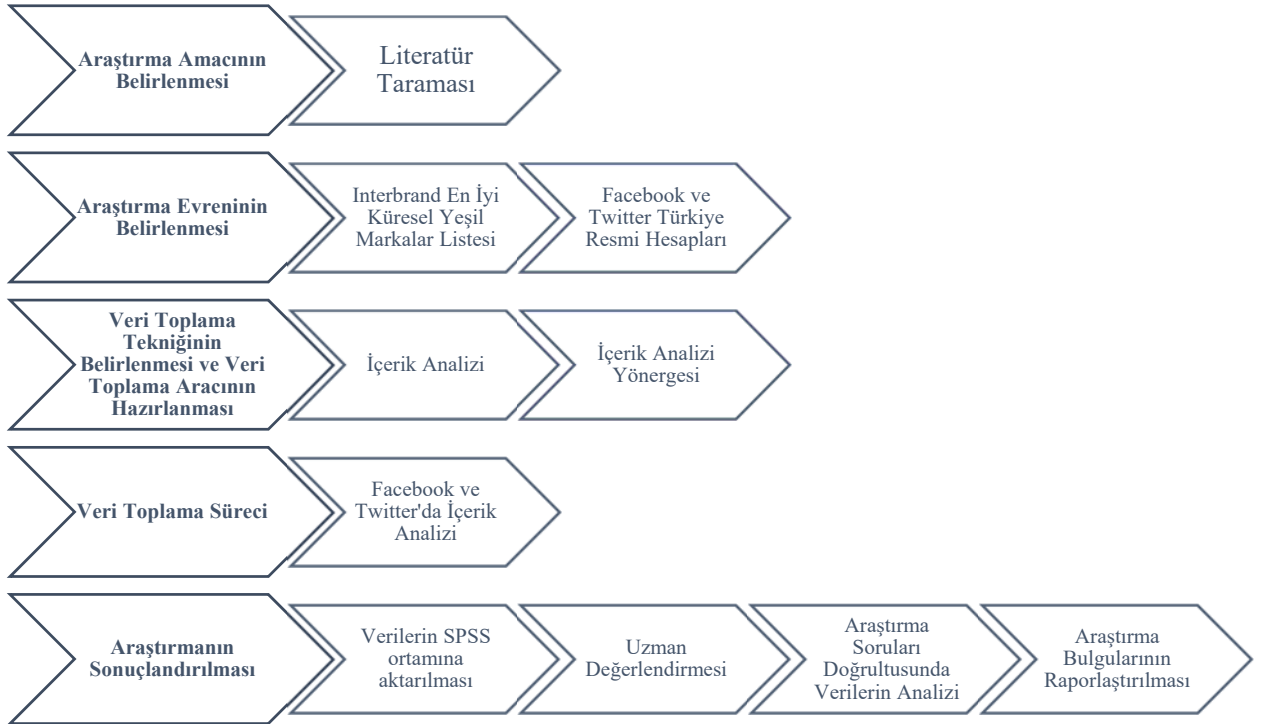 Araştırma Amacının
Belirlenmesi
Literatür
Taraması
Araştırma Evreninin
Belirlenmesi
Interbrand En İyi
Küresel Yeşil
Markalar Listesi
Facebook ve
Twitter Türkiye
Resmi Hesapları
Veri Toplama
Tekniğinin
Belirlenmesi ve Veri
Toplama Aracının
Hazırlanması
İçerik Analizi
İçerik Analizi
Yönergesi
Veri Toplama Süreci
Facebook ve
Twitter'da İçerik
Analizi
Araştırmanın
Sonuçlandırılması
Verilerin SPSS
ortamına
aktarılması
Uzman
Değerlendirmesi
Araştırma
Soruları
Doğrultusunda
Verilerin Analizi
Araştırma
Bulgularının
Raporlaştırılması